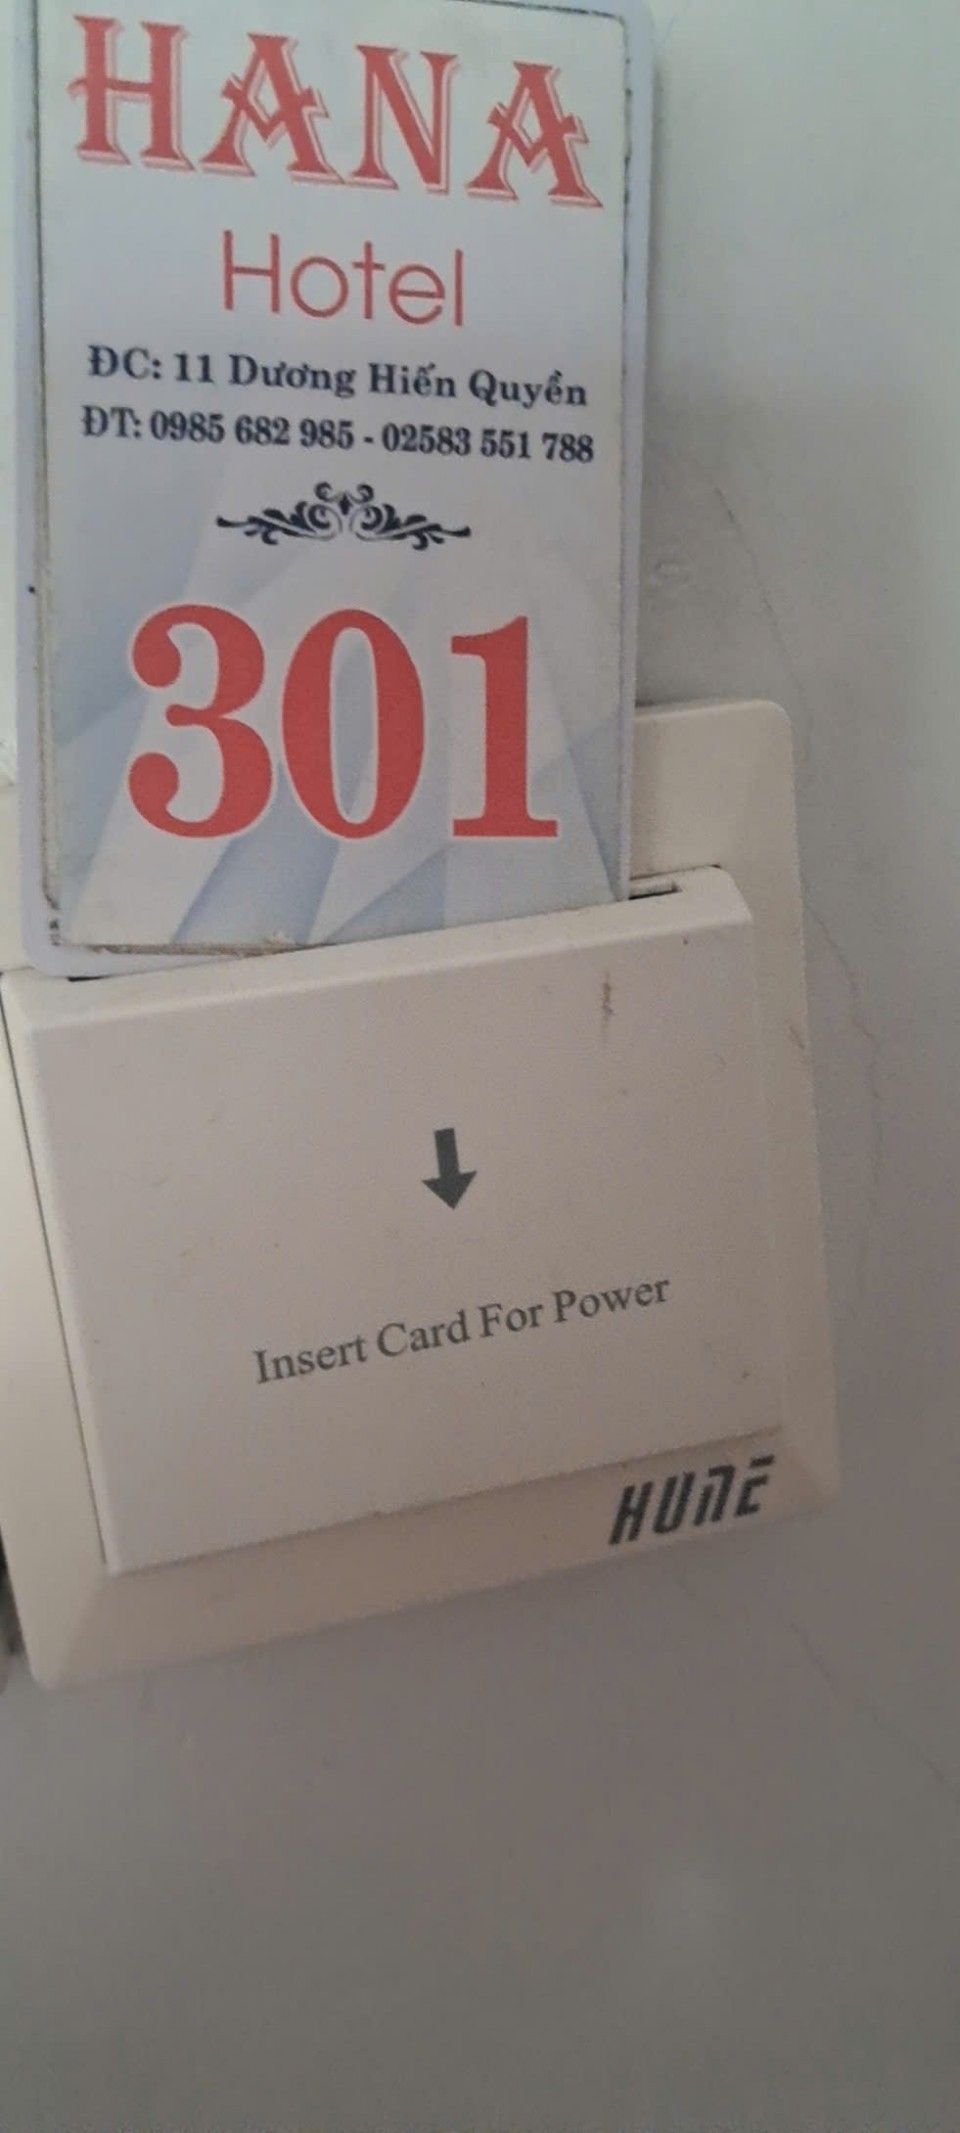 HANA
Hotel
ĐC: 11 Dương Hiến Quyền
ĐT: 0985 682 985 - 02583 551 788
301
Insert Card For Power
HUNE